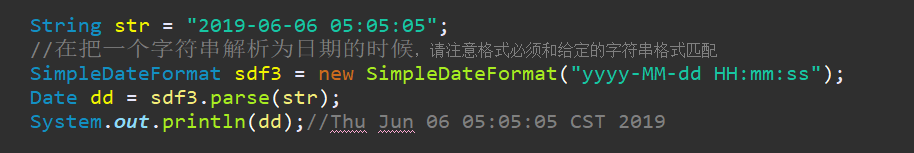 String str = "2019-06-06 05:05:05";
//在把一个字符串解析为日期的时候，请注意格式必须和给定的字符串格式匹配
SimpleDateFormat sdf3 = new SimpleDateFormat("yyyy-MM-dd HH:mm:ss");
Date dd = sdf3.parse(str);
System.out.println(dd);//Thu Jun 06 05:05:05 CST 2019